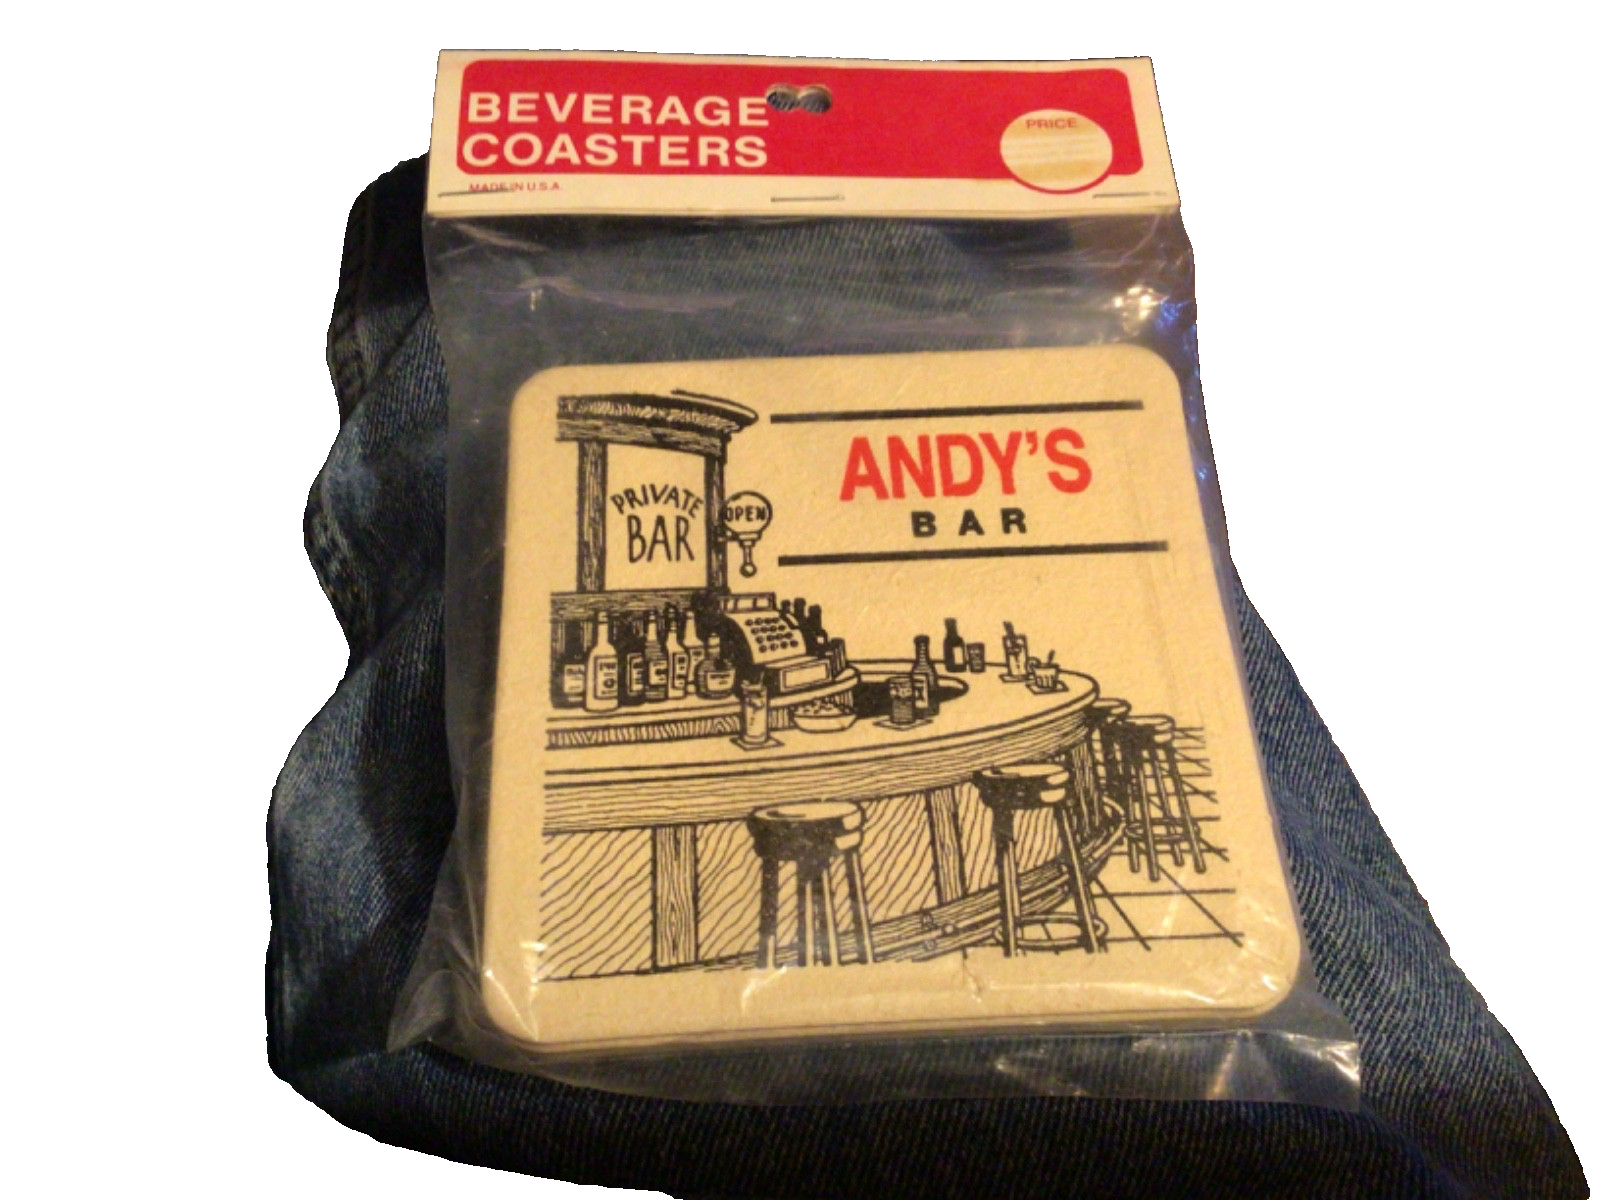 BEVERAGE
COASTERS
PRICE
MADE IN U.S.A.
ANDY'S
BAR
PRIVATE
BAR
OPEN